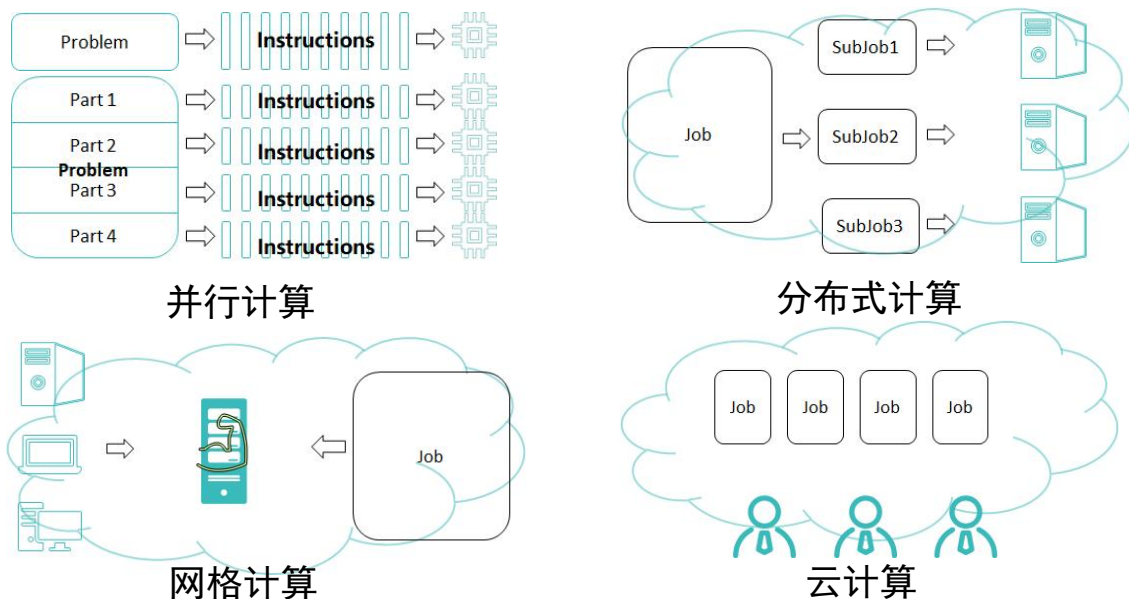 Problem
Instructions
Part 1
Instructions
Part 2
Instructions
Problem
Part 3
Instructions
Part 4
Instructions
并行计算
Job
SubJob1
SubJob2
SubJob3
分布式计算
Job
网格计算
Job Job Job Job
云计算